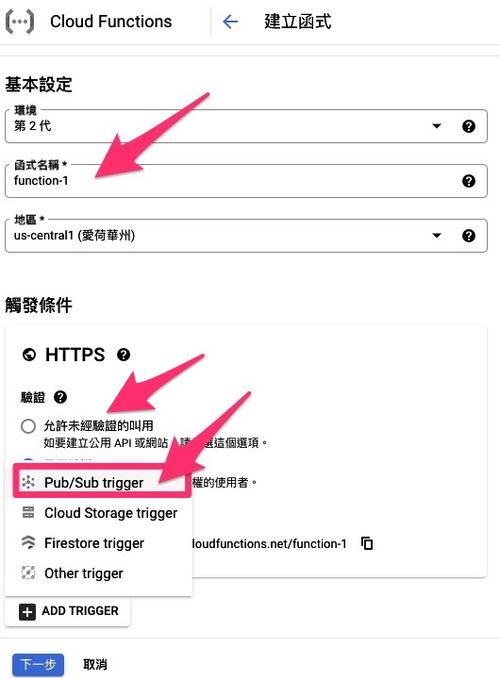 Cloud Functions
建立函式
基本設定
環境
第 2 代
函式名稱 *
function-1
地區 *
us-central1 (愛荷華州)
觸發條件
HTTPS
驗證
允許未經驗證的叫用
如要建立公用 API 或網站，請選這個選項。
Pub/Sub trigger
權的使用者。
Cloud Storage trigger
Firestore trigger
loudfunctions.net/function-1
Other trigger
ADD TRIGGER
下一步
取消